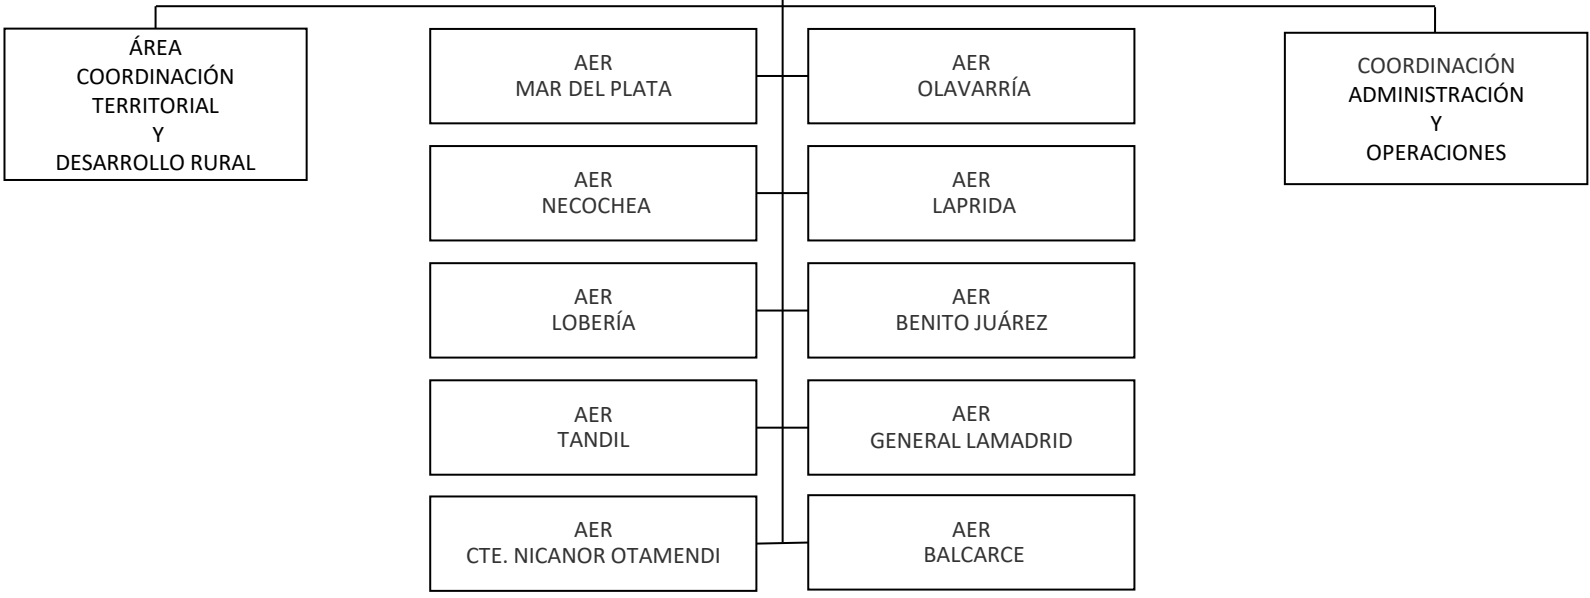 ÁREA
COORDINACIÓN
TERRITORIAL
Y
DESARROLLO RURAL
AER
MAR DEL PLATA
AER
OLAVARRÍA
COORDINACIÓN
ADMINISTRACIÓN
Y
OPERACIONES
AER
NECOCHEA
AER
LAPRIDA
AER
LOBERÍA
AER
BENITO JUÁREZ
AER
TANDIL
AER
GENERAL LAMADRID
AER
CTE. NICANOR OTAMENDI
AER
BALCARCE